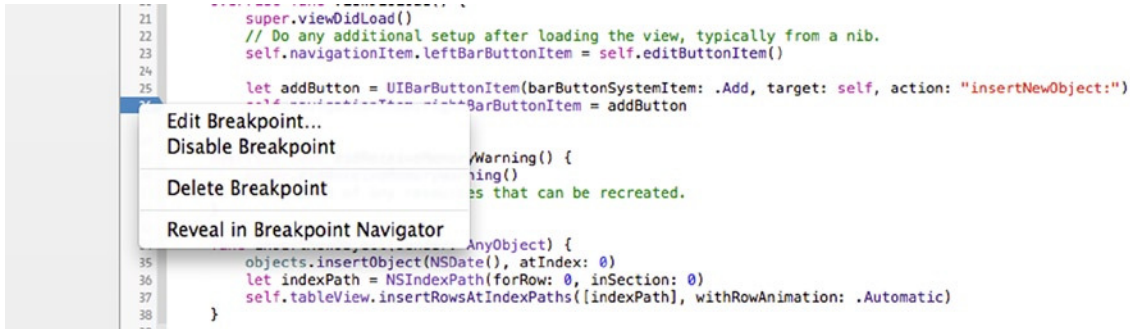 21 super.viewDidLoad()
22 // Do any additional setup after loading the view, typically from a nib.
23 self.navigationItem.leftBarButtonItem = self.editButtonItem()
24
25 let addButton = UIBarButtonItem(barButtonSystemItem: .Add, target: self, action: "insertNewObject:")
BarButtonItem = addButton
Edit Breakpoint...
Disable Breakpoint
yWarning() {
ning()
Delete Breakpoint
es that can be recreated.
Reveal in Breakpoint Navigator
AnyObject) {
35 objects.insertObject(NSDate(), atIndex: 0)
36 let indexPath = NSIndexPath(forRow: 0, inSection: 0)
37 self.tableView.insertRowsAtIndexPaths([indexPath], withRowAnimation: .Automatic)
38 }